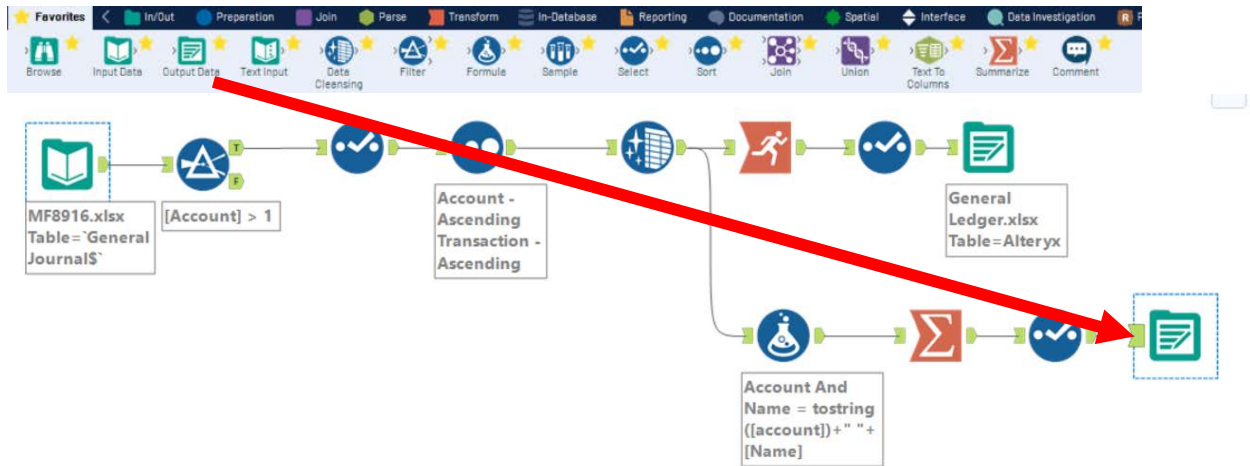 Favorites
In/Out
Preparation
Join
Parse
Transform
In-Database
Reporting
Documentation
Spatial
Interface
Data Investigation
R
Browse
Input Data
Output Data
Text Input
Data
Cleansing
Filter
Formula
Sample
Select
Sort
Join
Union
Text To
Columns
Summarize
Comment
T
F
MF8916.xlsx
Table=`General
Journal$`
[Account] > 1
Account -
Ascending
Transaction -
Ascending
General
Ledger.xlsx
Table=Alteryx
Account And
Name = tostring
([account])+" "+
[Name]